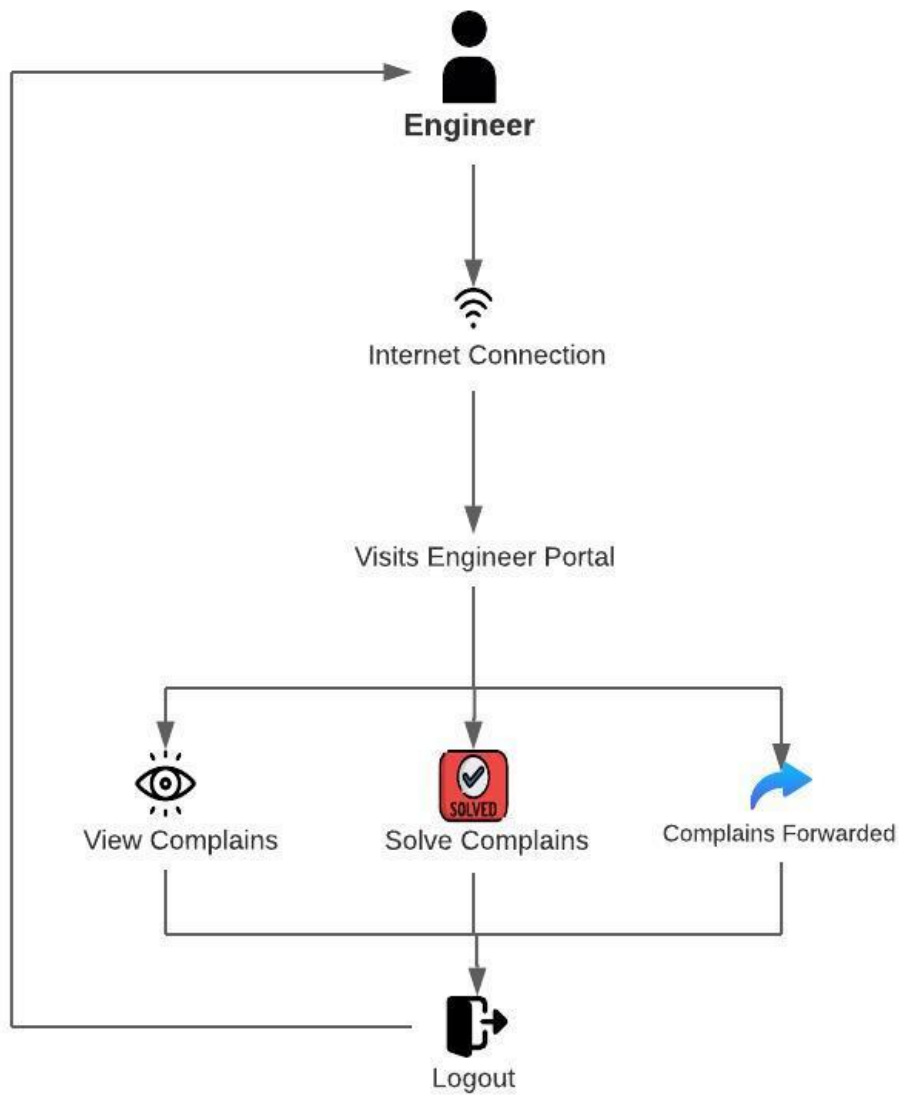 Engineer
Internet Connection
Visits Engineer Portal
SOLVED
View Complains
Solve Complains
Complains Forwarded
Logout